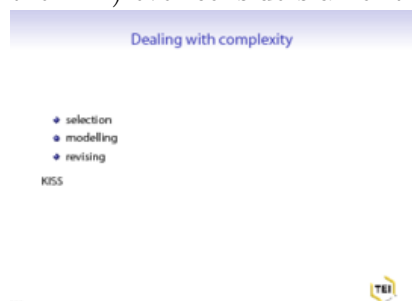 Dealing with complexity
selection
modelling
revising
KISS
TEI